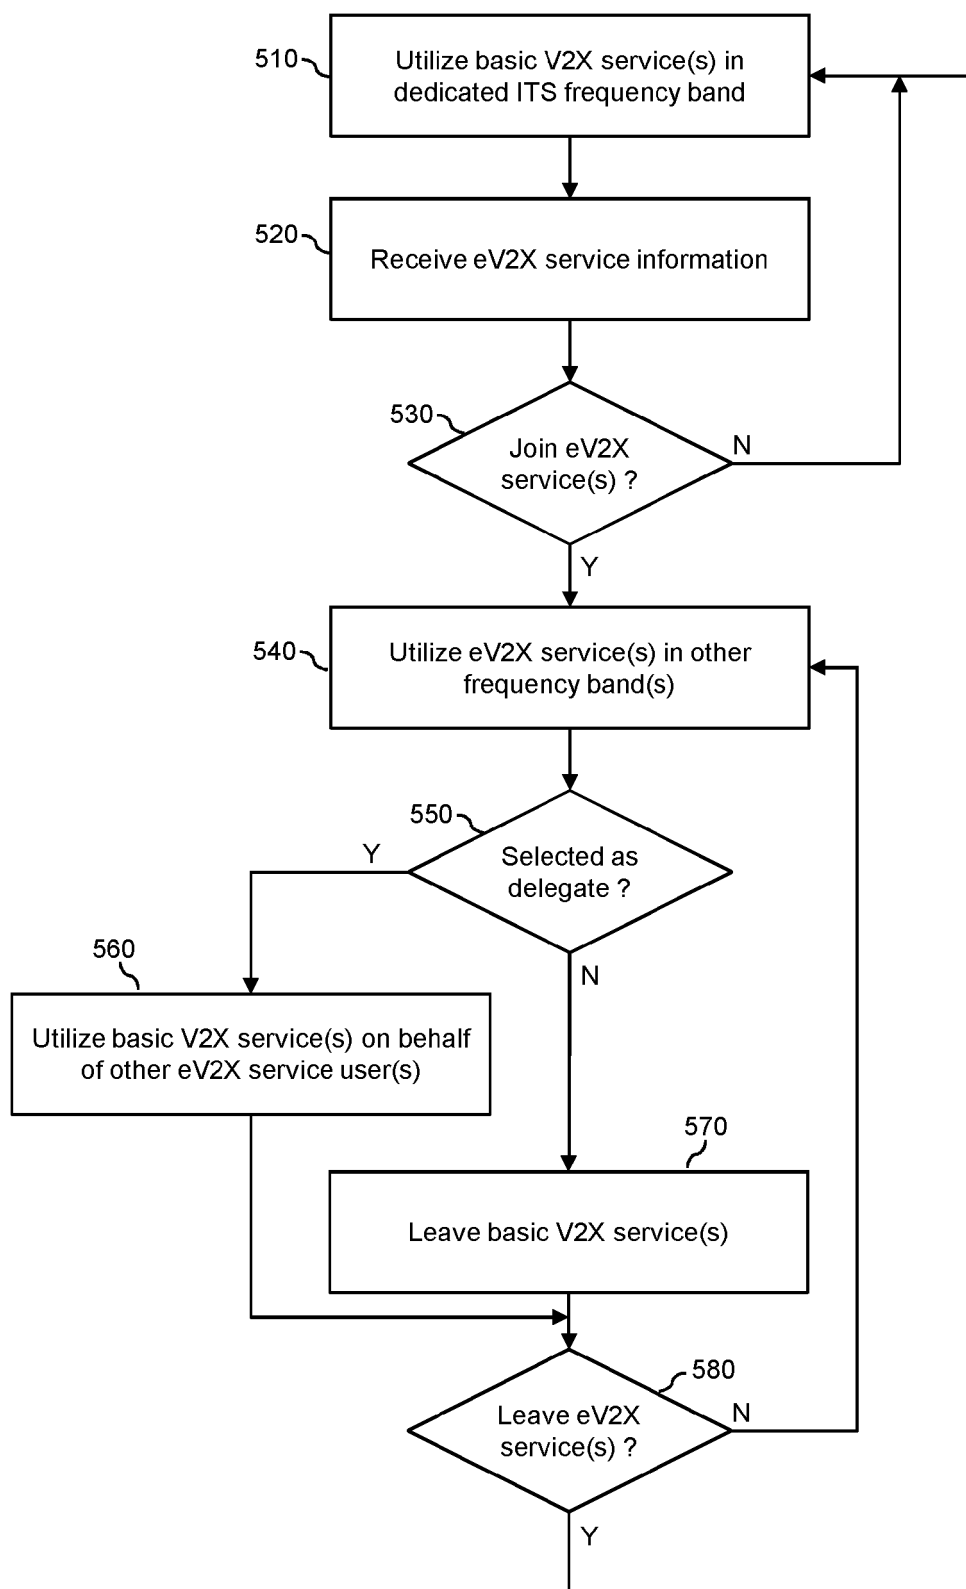 510
Utilize basic V2X service(s) in
dedicated ITS frequency band
520
Receive eV2X service information
530
Join eV2X
service(s) ?
N
Y
540
Utilize eV2X service(s) in other
frequency band(s)
550
Selected as
delegate ?
Y
N
560
Utilize basic V2X service(s) on behalf
of other eV2X service user(s)
570
Leave basic V2X service(s)
580
Leave eV2X
service(s) ?
N
Y